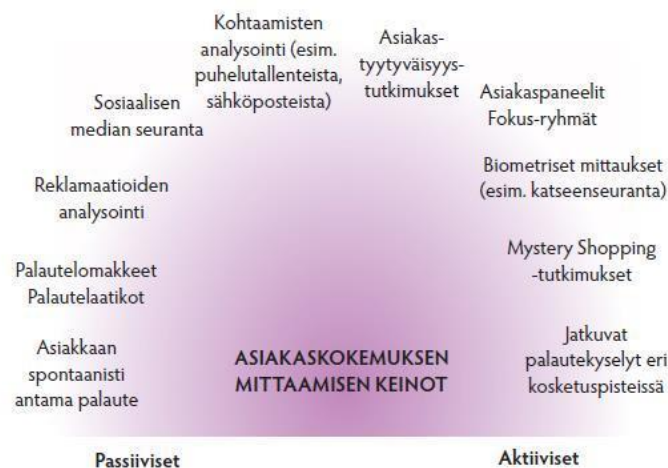 Kohtaamisten
analysointi (esim.
puhelutallenteista,
sähköposteista)
Asiakas-
tyytyväisyys-
tutkimukset
Sosiaalisen
median seuranta
Asiakaspaneelit
Fokus-ryhmät
Reklamaatioiden
analysointi
Biometriset mittaukset
(esim. katseenseuranta)
Palautelomakkeet
Palautelaatikot
Mystery Shopping
-tutkimukset
Asiakkaan
spontaanisti
antama palaute
ASIAKASKOKEMUKSEN
MITTAAMISEN KEINOT
Jatkuvat
palautekyselyt eri
kosketuspisteissä
Passiiviset
Aktiiviset